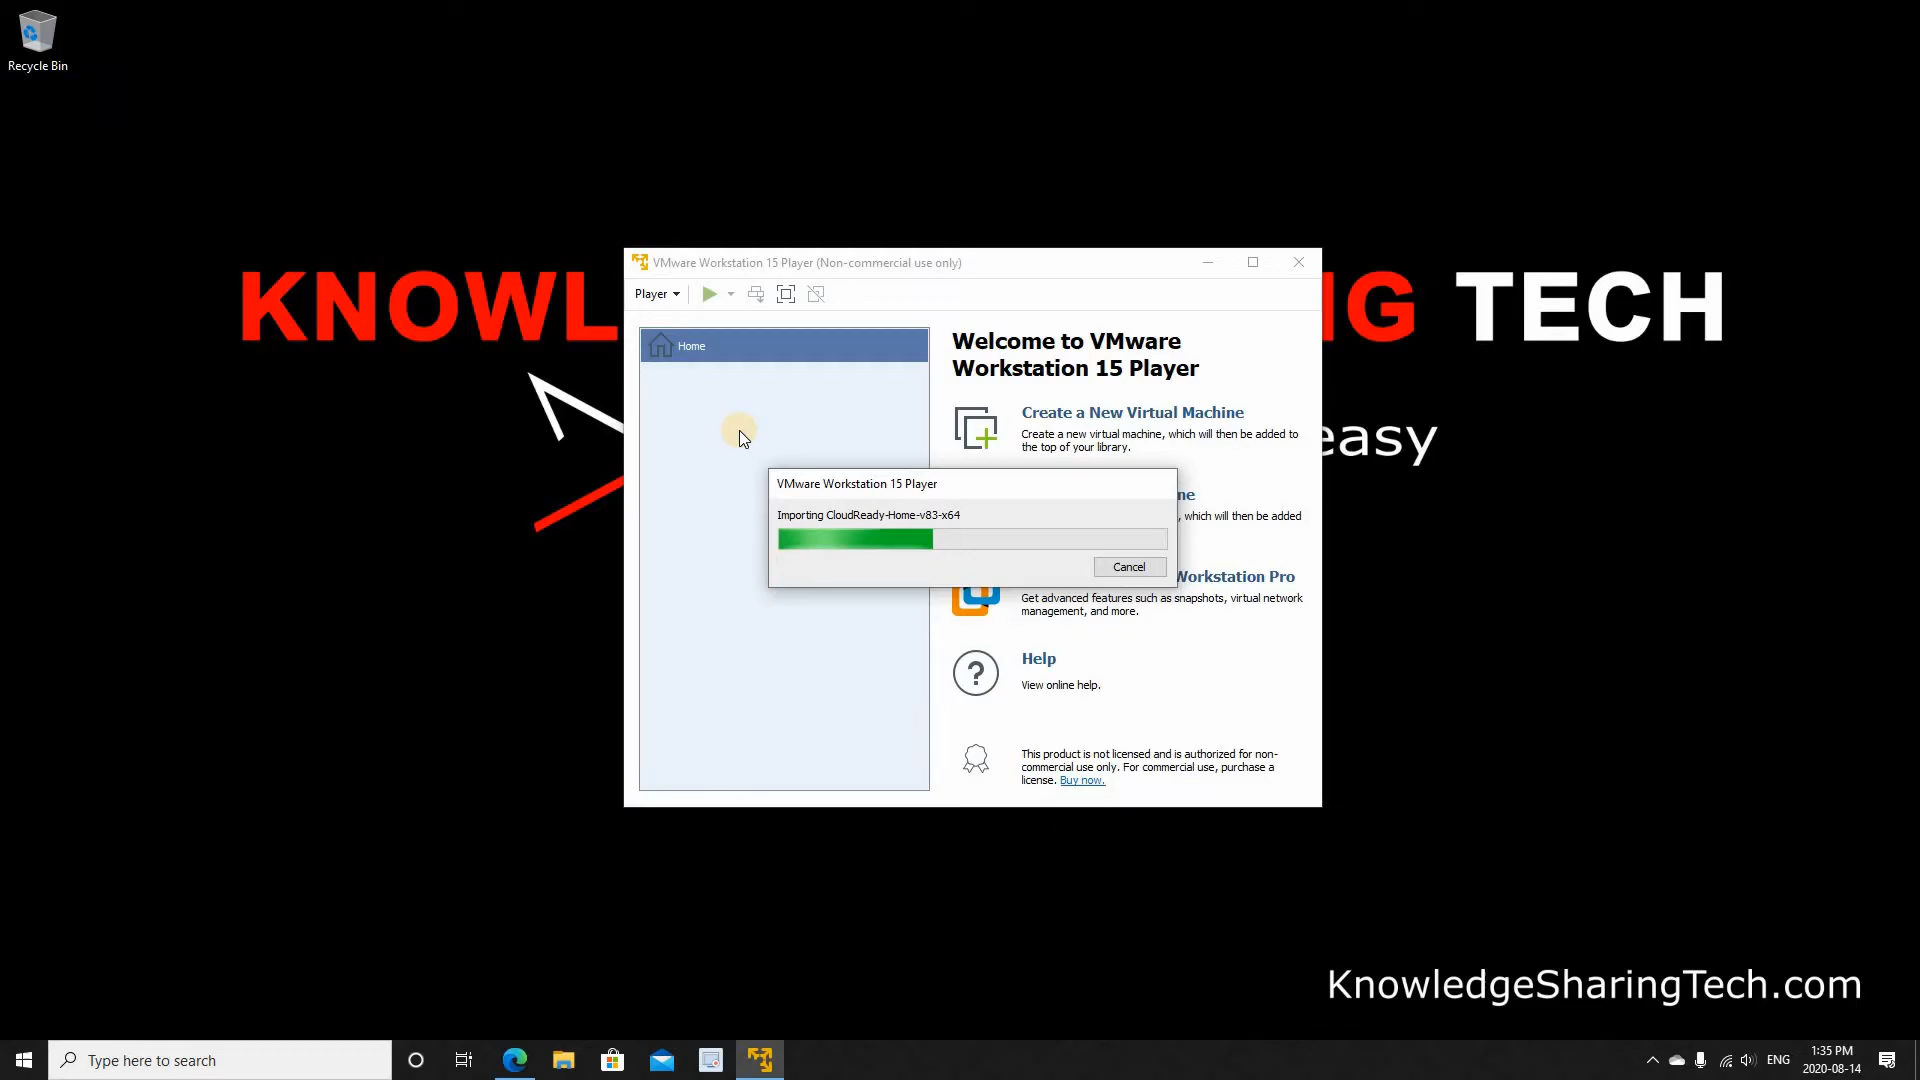 Recycle Bin
KNOWL
NG TECH
easy
VMware Workstation 15 Player (Non-commercial use only)
Player
Home
Welcome to VMware
Workstation 15 Player
Create a New Virtual Machine
Create a new virtual machine, which will then be added to
the top of your library.
ne
, which will then be added
VMware Workstation 15 Player
Importing CloudReady-Home-v83-x64
Cancel
Workstation Pro
Get advanced features such as snapshots, virtual network
management, and more.
Help
View online help.
This product is not licensed and is authorized for non-
commercial use only. For commercial use, purchase a
license. Buy now.
KnowledgeSharingTech.com
Type here to search
ENG
1:35 PM
2020-08-14